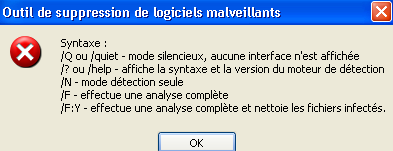 Outil de suppression de logiciels malveillants
Syntaxe :
/Q ou /quiet - mode silencieux, aucune interface n'est affichée
/? ou /help - affiche la syntaxe et la version du moteur de détection
/N - mode détection seule
/F - effectue une analyse complète
/F:Y - effectue une analyse complète et nettoie les fichiers infectés.
OK